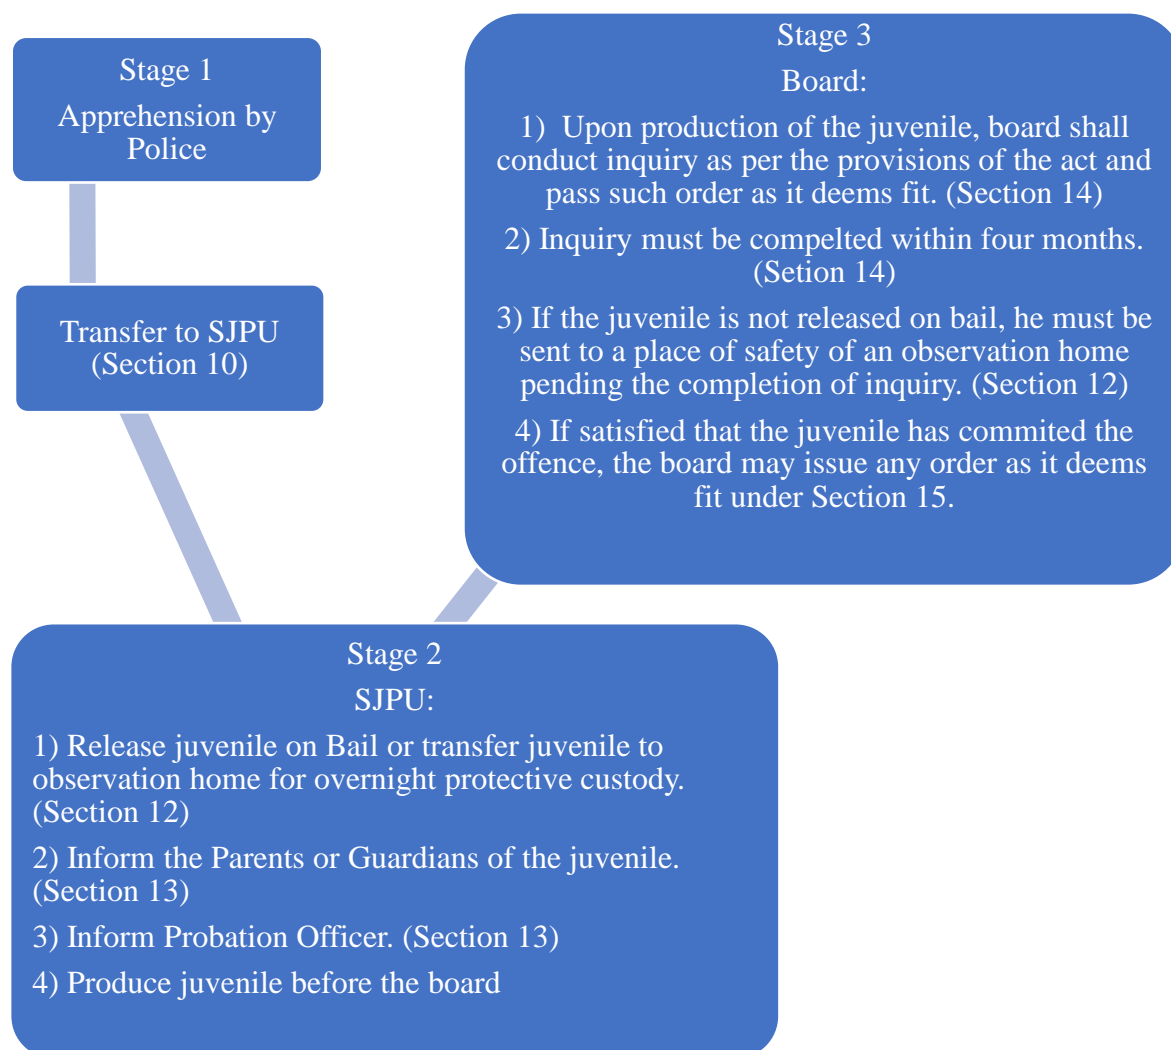 Stage 1
Apprehension by
Police
Transfer to SJPU
(Section 10)
Stage 2
SJPU:
1) Release juvenile on Bail or transfer juvenile to
observation home for overnight protective custody.
(Section 12)
2) Inform the Parents or Guardians of the juvenile.
(Section 13)
3) Inform Probation Officer. (Section 13)
4) Produce juvenile before the board
Stage 3
Board:
1) Upon production of the juvenile, board shall
conduct inquiry as per the provisions of the act and
pass such order as it deems fit. (Section 14)
2) Inquiry must be compelted within four months.
(Setion 14)
3) If the juvenile is not released on bail, he must be
sent to a place of safety of an observation home
pending the completion of inquiry. (Section 12)
4) If satisfied that the juvenile has commited the
offence, the board may issue any order as it deems
fit under Section 15.